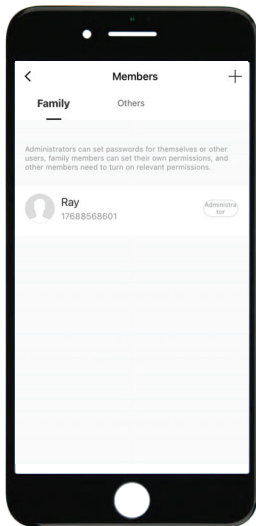 Members
Family Others
Administrators can set passwords for themselves or other
users, family members can set their own permissions, and
other members need to turn on relevant permissions.
Ray
17688568601
Administra
tor